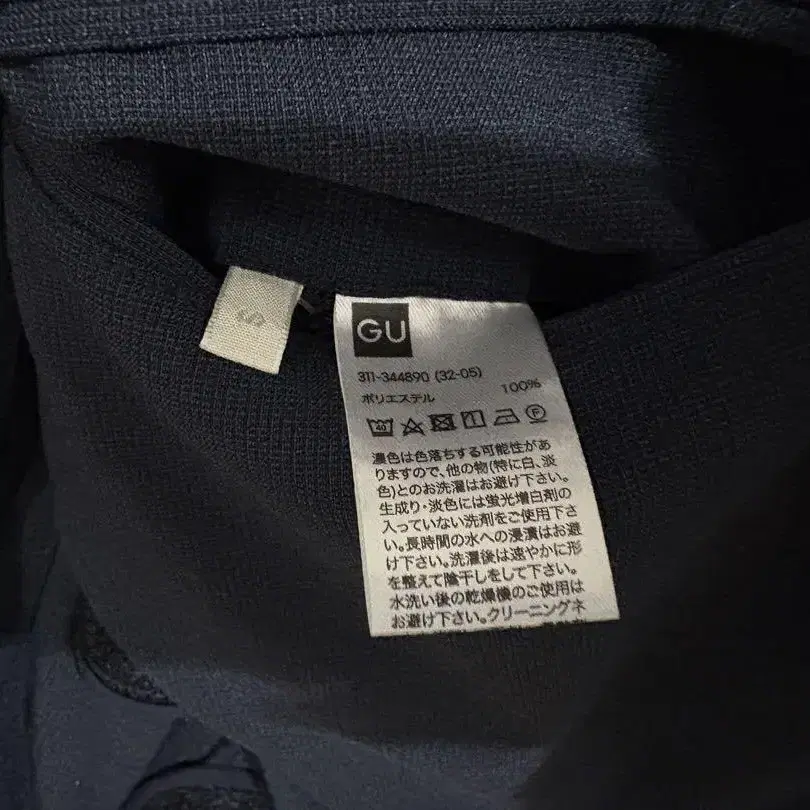 S
GU
311-344890 (32-05)
ポリエステル 100%
40 F
濃色は色落ちする可能性があ
りますので、他の物(特に白、淡
色)とのお洗濯はお避け下さい。
生成り・淡色には蛍光増白剤の
入っていない洗剤をご使用下さ
い。長時間の水への浸漬はお避
け下さい。洗濯後は速やかに形
を整えて陰干しをして下さい。
水洗い後の乾燥機のご使用は
お避け下さい。クリーニングネ